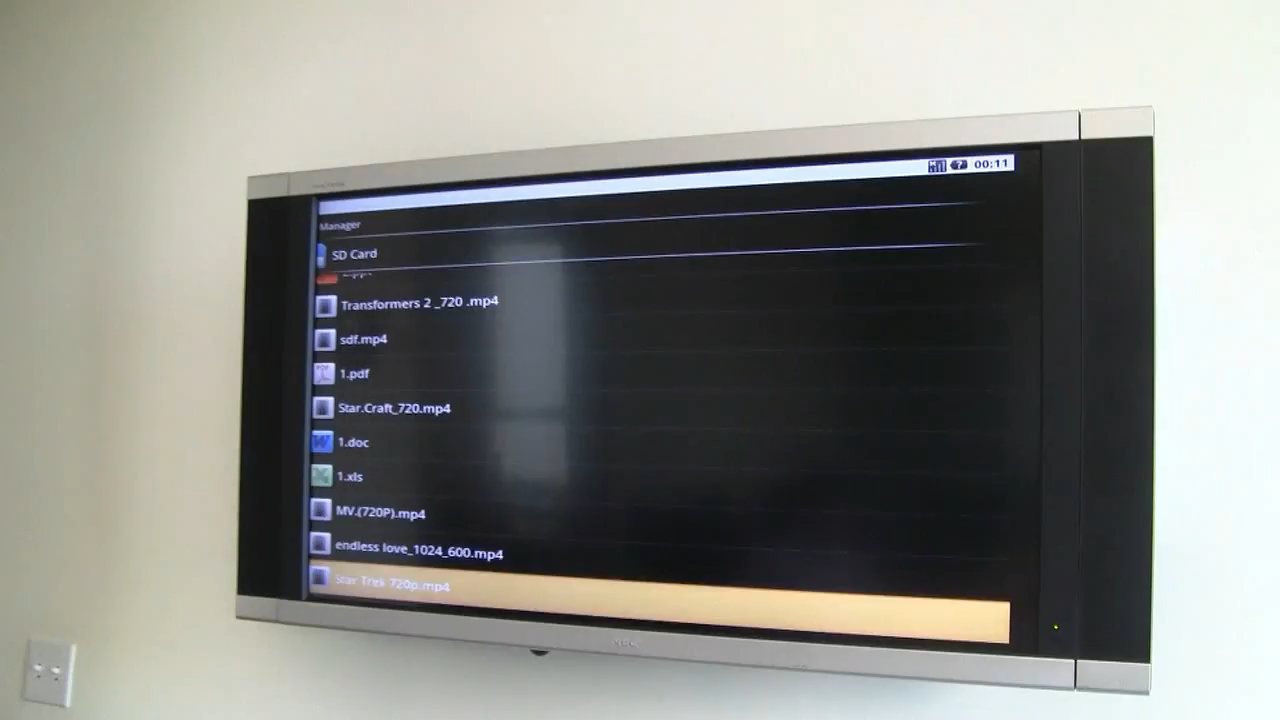 00:11
Manager
SD Card
Transformers 2 _720 .mp4
sdf.mp4
1.pdf
Star.Craft_720.mp4
1.doc
1.xls
MV.(720P).mp4
endless love_1024_600.mp4
Star Trek 720p.mp4